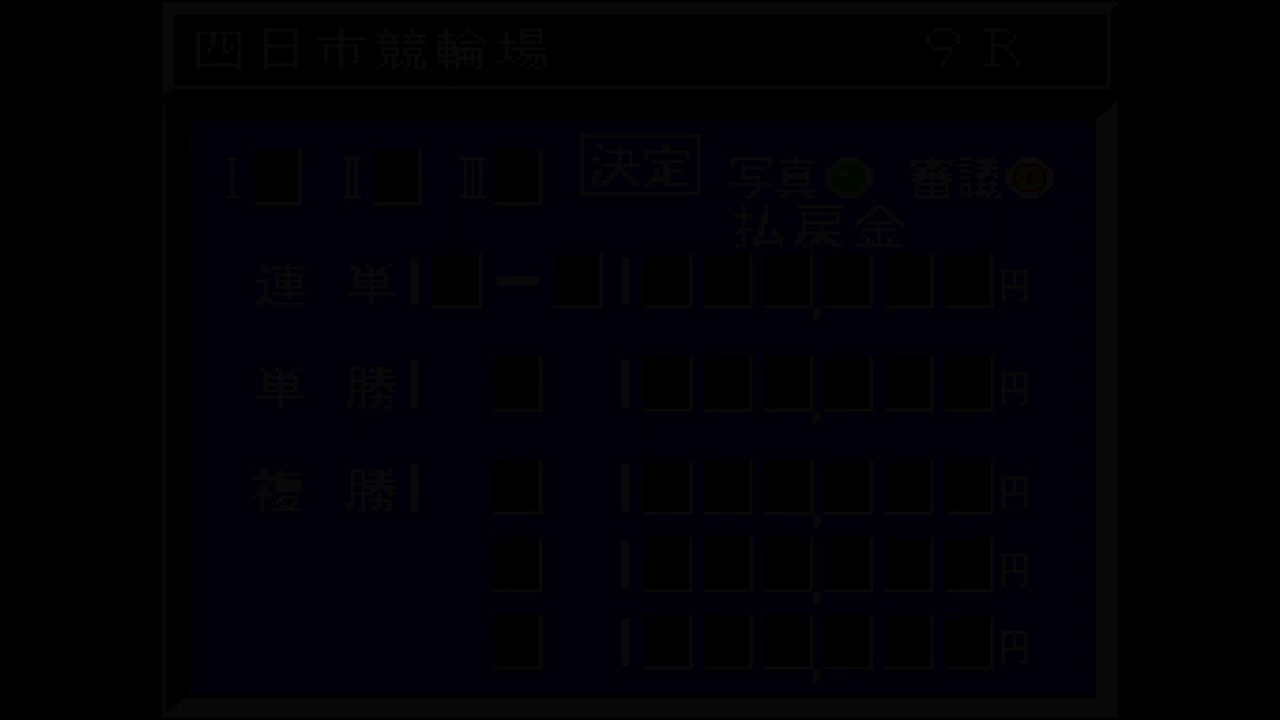 四日市競輪場 9R
Ⅰ Ⅱ Ⅲ 決定 写真 審議
払戻金
連単 - , 円
単勝 , 円
複勝 , 円
, 円
, 円